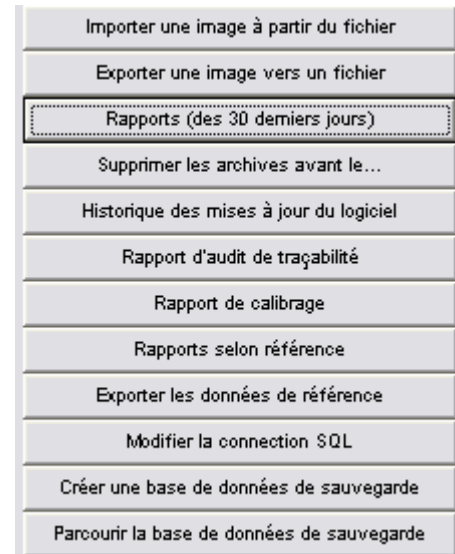 Importer une image à partir du fichier
Exporter une image vers un fichier
Rapports (des 30 derniers jours)
Supprimer les archives avant le...
Historique des mises à jour du logiciel
Rapport d'audit de traçabilité
Rapport de calibrage
Rapports selon référence
Exporter les données de référence
Modifier la connection SQL
Créer une base de données de sauvegarde
Parcourir la base de données de sauvegarde